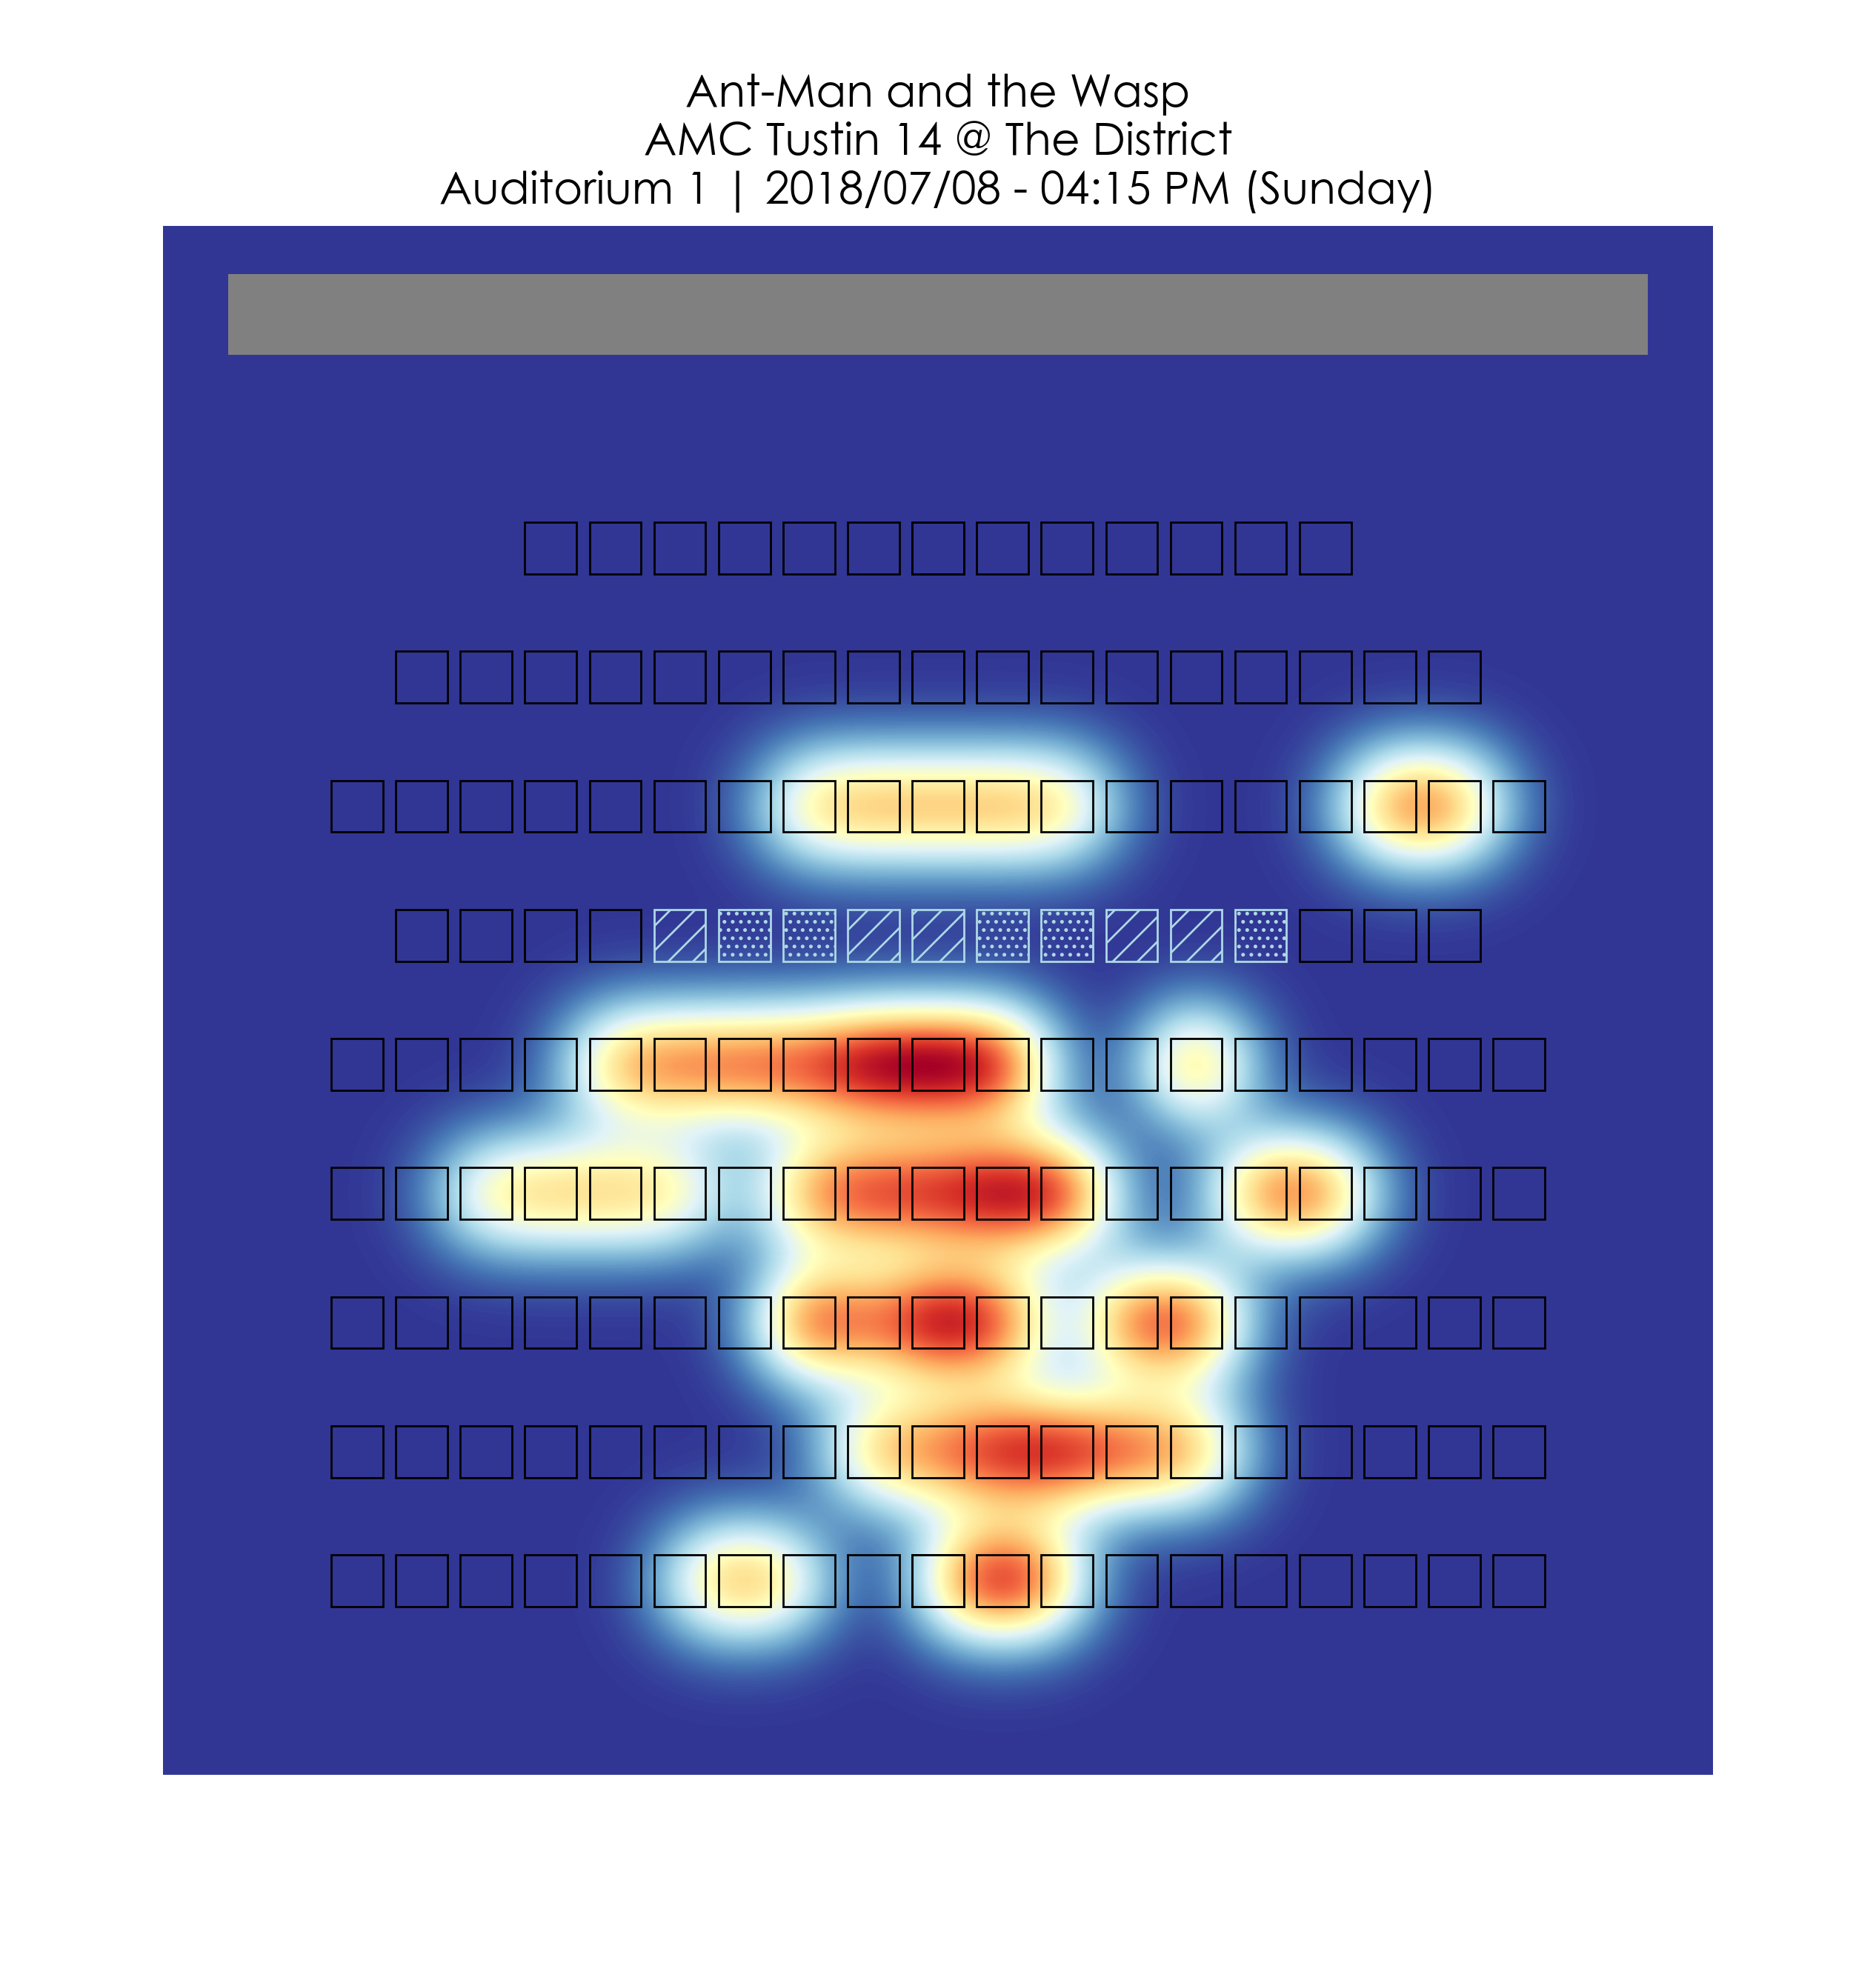 Ant-Man and the Wasp
AMC Tustin 14 @ The District
Auditorium 1 | 2018/07/08 - 04:15 PM (Sunday)